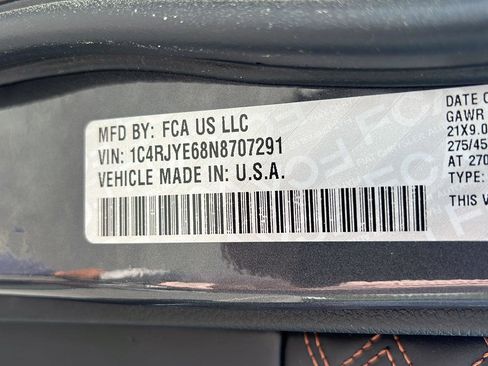 MFD BY: FCA US LLC
VIN: 1C4RJYE68N8707291
VEHICLE MADE IN: U.S.A.
DATE O
GAWR
21X9.0
275/45
AT 270
TYPE:
THIS V